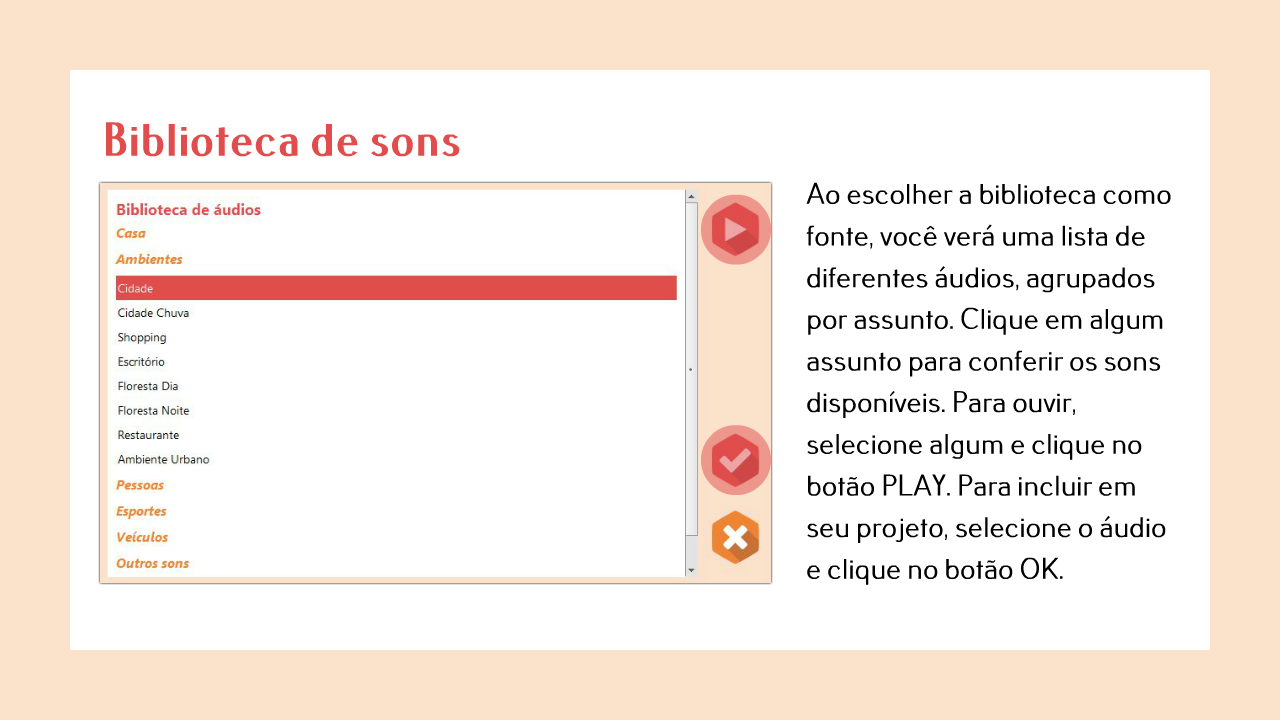 Biblioteca de sons
Biblioteca de áudios
Casa
Ambientes
Cidade
Cidade Chuva
Shopping
Escritório
Floresta Dia
Floresta Noite
Restaurante
Ambiente Urbano
Pessoas
Esportes
Veículos
Outros sons
Ao escolher a biblioteca como
fonte, você verá uma lista de
diferentes áudios, agrupados
por assunto. Clique em algum
assunto para conferir os sons
disponíveis. Para ouvir,
selecione algum e clique no
botão PLAY. Para incluir em
seu projeto, selecione o áudio
e clique no botão OK.